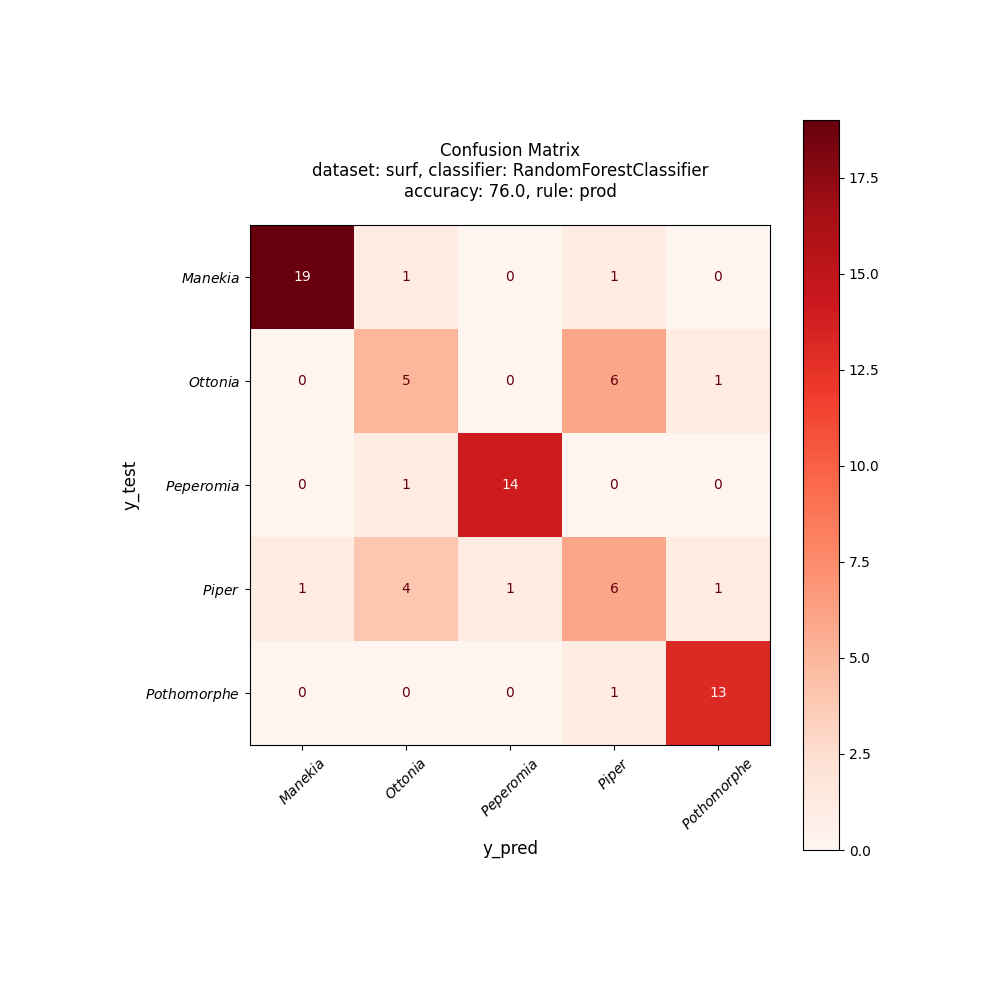 Confusion Matrix
dataset: surf, classifier: RandomForestClassifier
accuracy: 76.0, rule: prod
Manekia 19 1 0 1 0
Ottonia 0 5 0 6 1
Peperomia 0 1 14 0 0
Piper 1 4 1 6 1
Pothomorphe 0 0 0 1 13
y_test
Manekia Ottonia Peperomia Piper Pothomorphe
y_pred
17.5
15.0
12.5
10.0
7.5
5.0
2.5
0.0